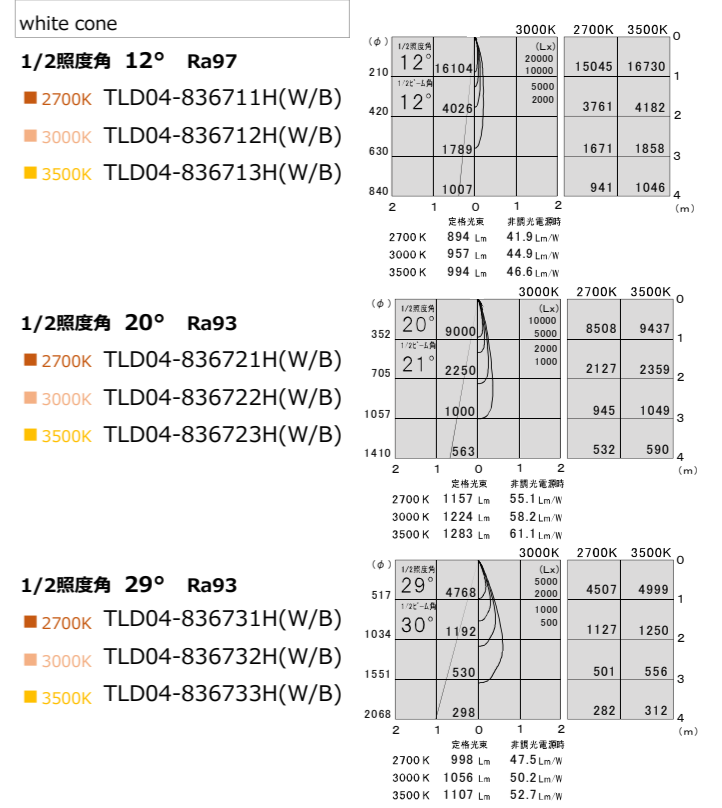 white cone
1/2照度角 12° Ra97
2700K TLD04-836711H(W/B)
3000K TLD04-836712H(W/B)
3500K TLD04-836713H(W/B)
3000K 2700K 3500K
(φ) 1/2照度角 (Lx) 0
12° 20000
210 16104 10000 15045 16730 1
1/2ﾋﾞｰﾑ角 5000
12° 2000
420 4026 3761 4182 2
630 1789 1671 1858 3
840 1007 941 1046 4
2 1 0 1 2 (m)
定格光束 非調光電源時
2700K 894 Lm 41.9 Lm/W
3000K 957 Lm 44.9 Lm/W
3500K 994 Lm 46.6 Lm/W
1/2照度角 20° Ra93
2700K TLD04-836721H(W/B)
3000K TLD04-836722H(W/B)
3500K TLD04-836723H(W/B)
3000K 2700K 3500K
(φ) 1/2照度角 (Lx) 0
20° 10000
352 9000 5000 8508 9437 1
1/2ﾋﾞｰﾑ角 2000
21° 1000
705 2250 2127 2359 2
1057 1000 945 1049 3
1410 563 532 590 4
2 1 0 1 2 (m)
定格光束 非調光電源時
2700K 1157 Lm 55.1 Lm/W
3000K 1224 Lm 58.2 Lm/W
3500K 1283 Lm 61.1 Lm/W
1/2照度角 29° Ra93
2700K TLD04-836731H(W/B)
3000K TLD04-836732H(W/B)
3500K TLD04-836733H(W/B)
3000K 2700K 3500K
(φ) 1/2照度角 (Lx) 0
29° 5000
517 4768 2000 4507 4999 1
1/2ﾋﾞｰﾑ角 1000
30° 500
1034 1192 1127 1250 2
1551 530 501 556 3
2068 298 282 312 4
2 1 0 1 2 (m)
定格光束 非調光電源時
2700K 998 Lm 47.5 Lm/W
3000K 1056 Lm 50.2 Lm/W
3500K 1107 Lm 52.7 Lm/W